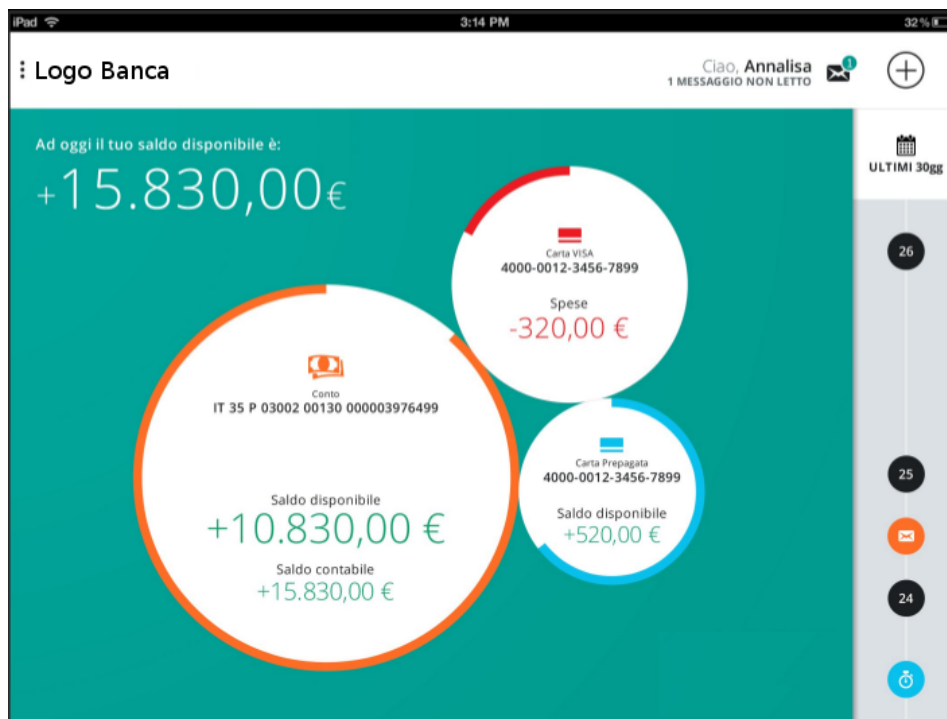 iPad 3:14 PM 32%
Logo Banca
Ciao, Annalisa
1 MESSAGGIO NON LETTO
1
Ad oggi il tuo saldo disponibile è:
+15.830,00€
ULTIMI 30gg
26
Carta VISA
4000-0012-3456-7899
Spese
-320,00 €
Conto
IT 35 P 03002 00130 000003976499
Saldo disponibile
+10.830,00 €
Saldo contabile
+15.830,00 €
Carta Prepagata
4000-0012-3456-7899
Saldo disponibile
+520,00 €
25
24